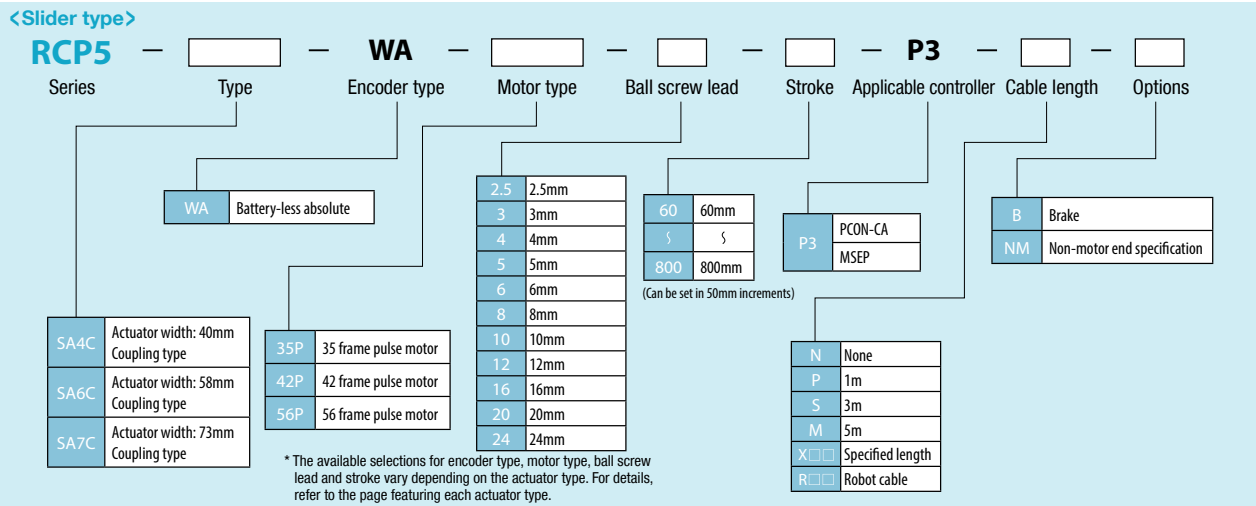 <Slider type>
RCP5 — — WA — — — — P3 — —
Series Type Encoder type Motor type Ball screw lead Stroke Applicable controller Cable length Options
WA Battery-less absolute
SA4C Actuator width: 40mm
Coupling type
SA6C Actuator width: 58mm
Coupling type
SA7C Actuator width: 73mm
Coupling type
35P 35 frame pulse motor
42P 42 frame pulse motor
56P 56 frame pulse motor
2.5 2.5mm
3 3mm
4 4mm
5 5mm
6 6mm
8 8mm
10 10mm
12 12mm
16 16mm
20 20mm
24 24mm
* The available selections for encoder type, motor type, ball screw
lead and stroke vary depending on the actuator type. For details,
refer to the page featuring each actuator type.
60 60mm
∫ ∫
800 800mm
(Can be set in 50mm increments)
P3 PCON-CA
MSEP
N None
P 1m
S 3m
M 5m
X□□ Specified length
R□□ Robot cable
B Brake
NM Non-motor end specification